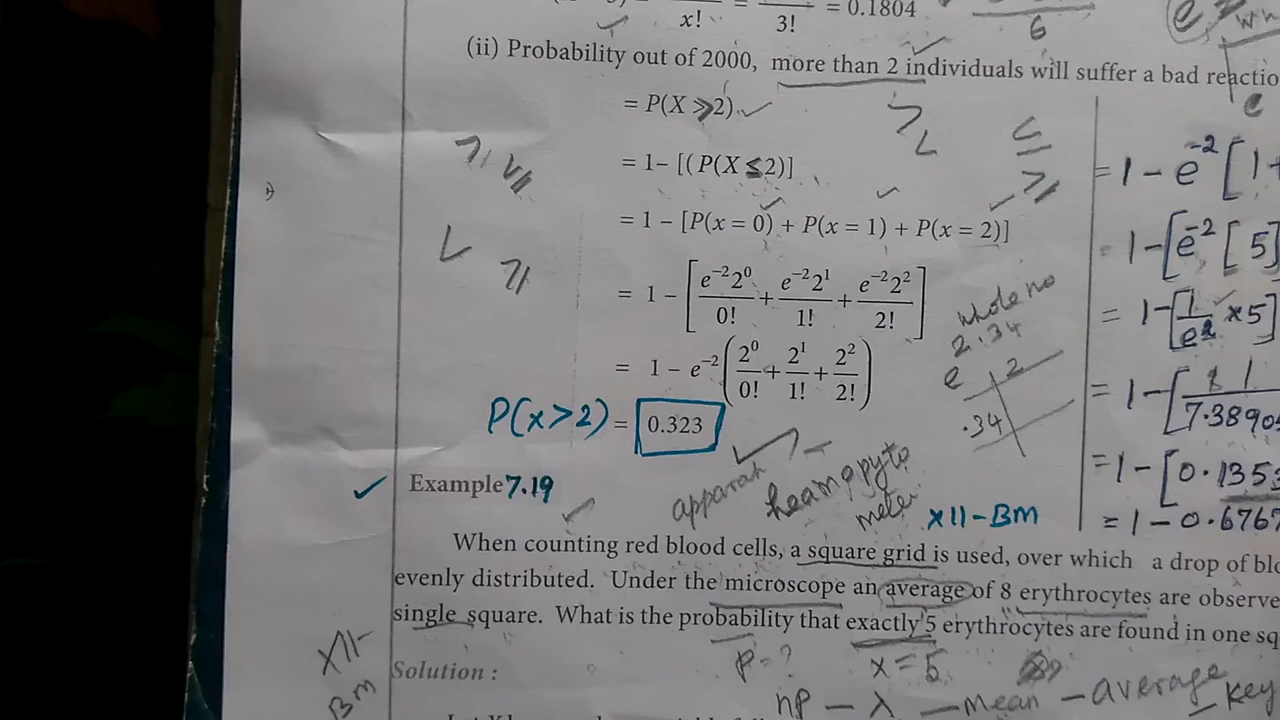 x! 3! = 0.1804 6
(ii) Probability out of 2000, more than 2 individuals will suffer a bad reactio
= P(X ⩾2)
= 1– [( P(X ≤2)]
= 1 – [P(x = 0) + P(x = 1) + P(x = 2)]
= 1 – [e⁻²2⁰/0! + e⁻²2¹/1! + e⁻²2²/2!]
= 1 – e⁻² (2⁰/0! + 2¹/1! + 2²/2!)
P(x>2) = 0.323
= 1 - e⁻² [1+
1-[e⁻² [5]
= 1-[1/e² ×5]
= 1-[1/7.3890
= 1 - [0.1353
= 1 - 0.6767
whole no
2.34
e 2
.34
Example 7.19
apparat heamopyto
meter
XII-BM
When counting red blood cells, a square grid is used, over which a drop of blo
evenly distributed. Under the microscope an average of 8 erythrocytes are observe
single square. What is the probability that exactly 5 erythrocytes are found in one sq
XII-
BM
Solution :
p=? x=5
np – λ – mean – average – key